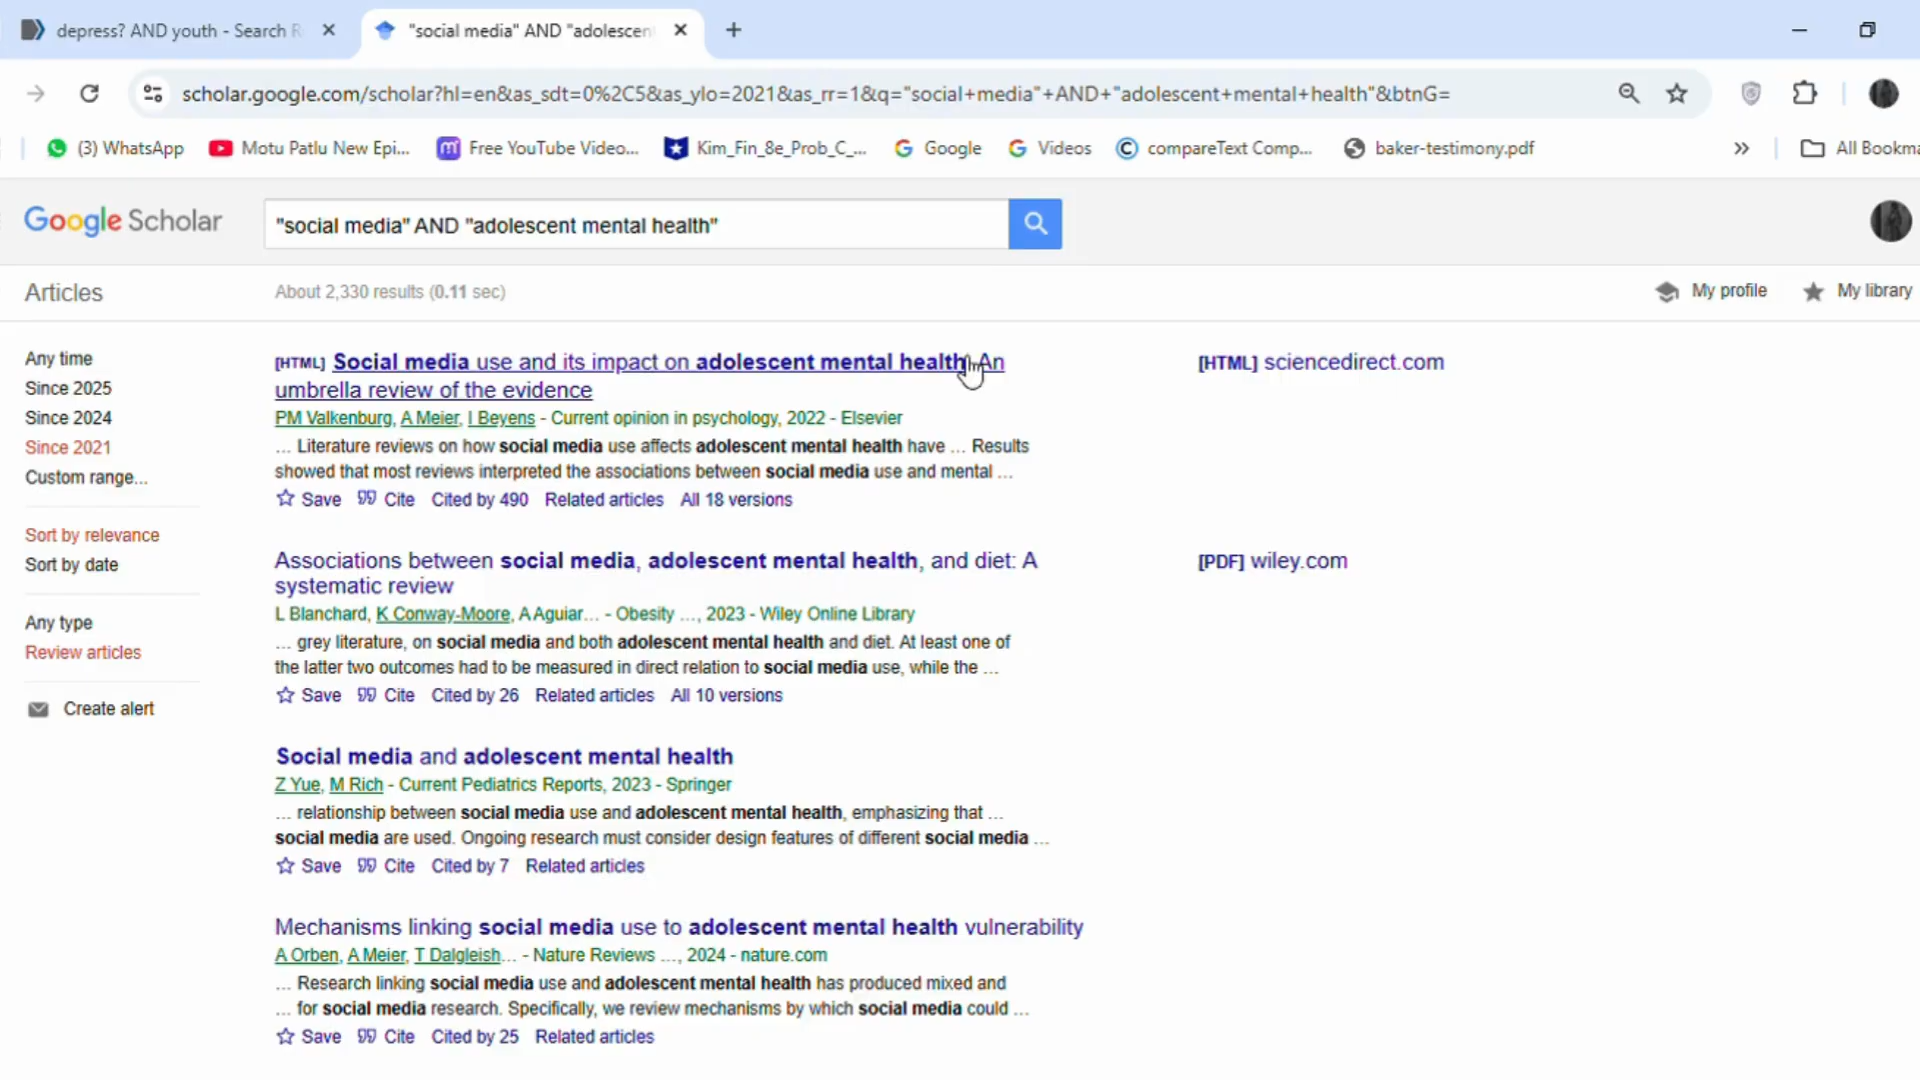 depress? AND youth - Search R
"social media" AND "adolescen
scholar.google.com/scholar?hl=en&as_sdt=0%2C5&as_ylo=2021&as_rr=1&q="social+media"+AND+"adolescent+mental+health"&btnG=
(3) WhatsApp
Motu Patlu New Epi...
Free YouTube Video...
Kim_Fin_8e_Prob_C_...
Google
Videos
compareText Comp...
baker-testimony.pdf
All Bookma
Google Scholar
"social media" AND "adolescent mental health"
Articles
About 2,330 results (0.11 sec)
My profile
My library
Any time
Since 2025
Since 2024
Since 2021
Custom range...
Sort by relevance
Sort by date
Any type
Review articles
Create alert
[HTML] Social media use and its impact on adolescent mental health: An
umbrella review of the evidence
PM Valkenburg, A Meier, I Beyens - Current opinion in psychology, 2022 - Elsevier
... Literature reviews on how social media use affects adolescent mental health have ... Results
showed that most reviews interpreted the associations between social media use and mental ...
Save Cite Cited by 490 Related articles All 18 versions
[HTML] sciencedirect.com
Associations between social media, adolescent mental health, and diet: A
systematic review
L Blanchard, K Conway-Moore, A Aguiar... - Obesity ..., 2023 - Wiley Online Library
... grey literature, on social media and both adolescent mental health and diet. At least one of
the latter two outcomes had to be measured in direct relation to social media use, while the ...
Save Cite Cited by 26 Related articles All 10 versions
[PDF] wiley.com
Social media and adolescent mental health
Z Yue, M Rich - Current Pediatrics Reports, 2023 - Springer
... relationship between social media use and adolescent mental health, emphasizing that ...
social media are used. Ongoing research must consider design features of different social media ...
Save Cite Cited by 7 Related articles
Mechanisms linking social media use to adolescent mental health vulnerability
A Orben, A Meier, T Dalgleish... - Nature Reviews ..., 2024 - nature.com
... Research linking social media use and adolescent mental health has produced mixed and
... for social media research. Specifically, we review mechanisms by which social media could ...
Save Cite Cited by 25 Related articles